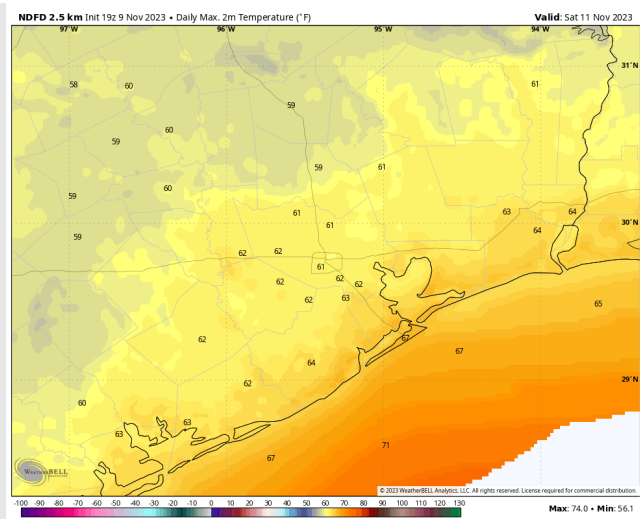 NDFD 2.5 km Init 19z 9 Nov 2023 • Daily Max. 2m Temperature (°F)
Valid: Sat 11 Nov 2023
97°W 96°W 95°W 94°W
31°N
58 60 61
59
60
59
59 61
60
59
61 63 64
30°N
61 64
59
62 62
61
62 62 62
62 63 65
62 67
67
64 29°N
62
60
63 63
71
67
WEATHERBELL
© 2023 WeatherBELL Analytics, LLC. All rights reserved. License required for commercial distribution.
-100 -90 -80 -70 -60 -50 -40 -30 -20 -10 0 10 20 30 40 50 60 70 80 90 100 110 120 130
Max: 74.0 • Min: 56.1